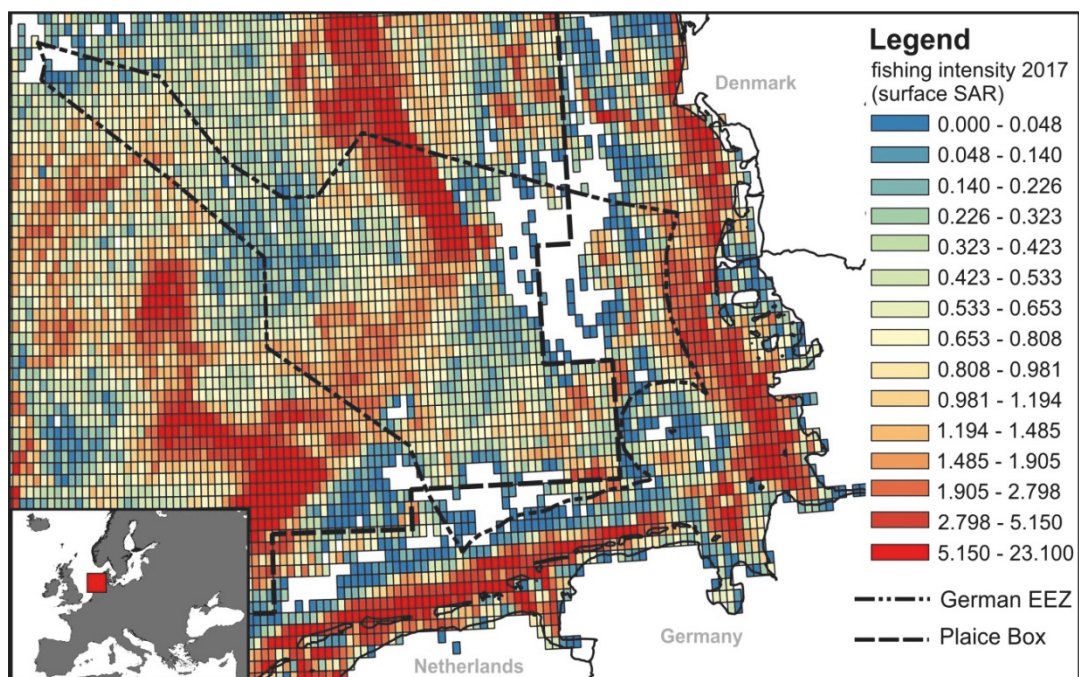 Legend
fishing intensity 2017
(surface SAR)
0.000 - 0.048
0.048 - 0.140
0.140 - 0.226
0.226 - 0.323
0.323 - 0.423
0.423 - 0.533
0.533 - 0.653
0.653 - 0.808
0.808 - 0.981
0.981 - 1.194
1.194 - 1.485
1.485 - 1.905
1.905 - 2.798
2.798 - 5.150
5.150 - 23.100
German EEZ
Plaice Box
Denmark
Germany
Netherlands